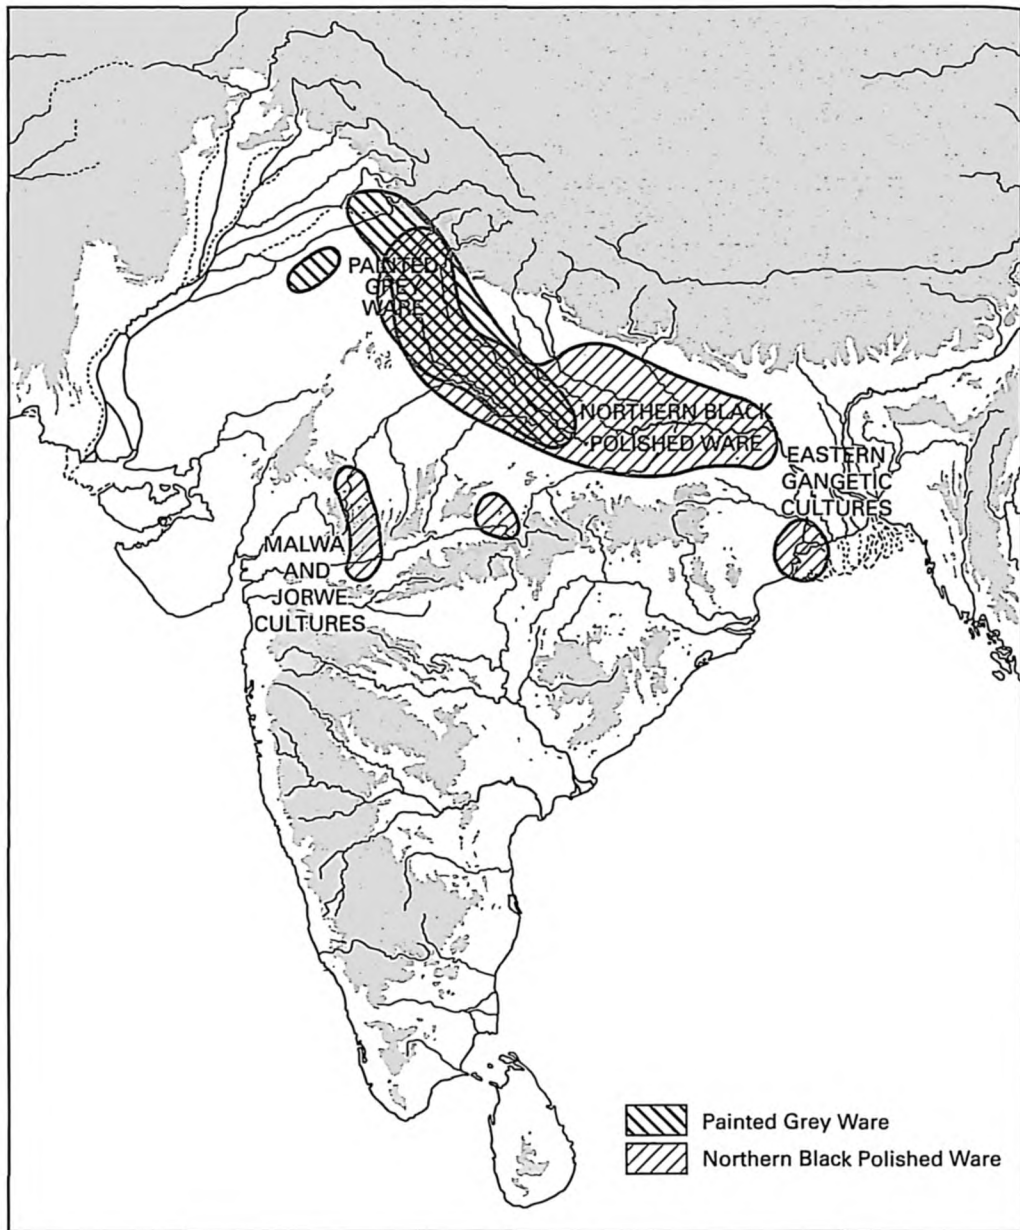 PAINTED
GREY
WARE
NORTHERN BLACK
POLISHED WARE
EASTERN
GANGETIC
CULTURES
MALWA
AND
JORWE
CULTURES
Painted Grey Ware
Northern Black Polished Ware